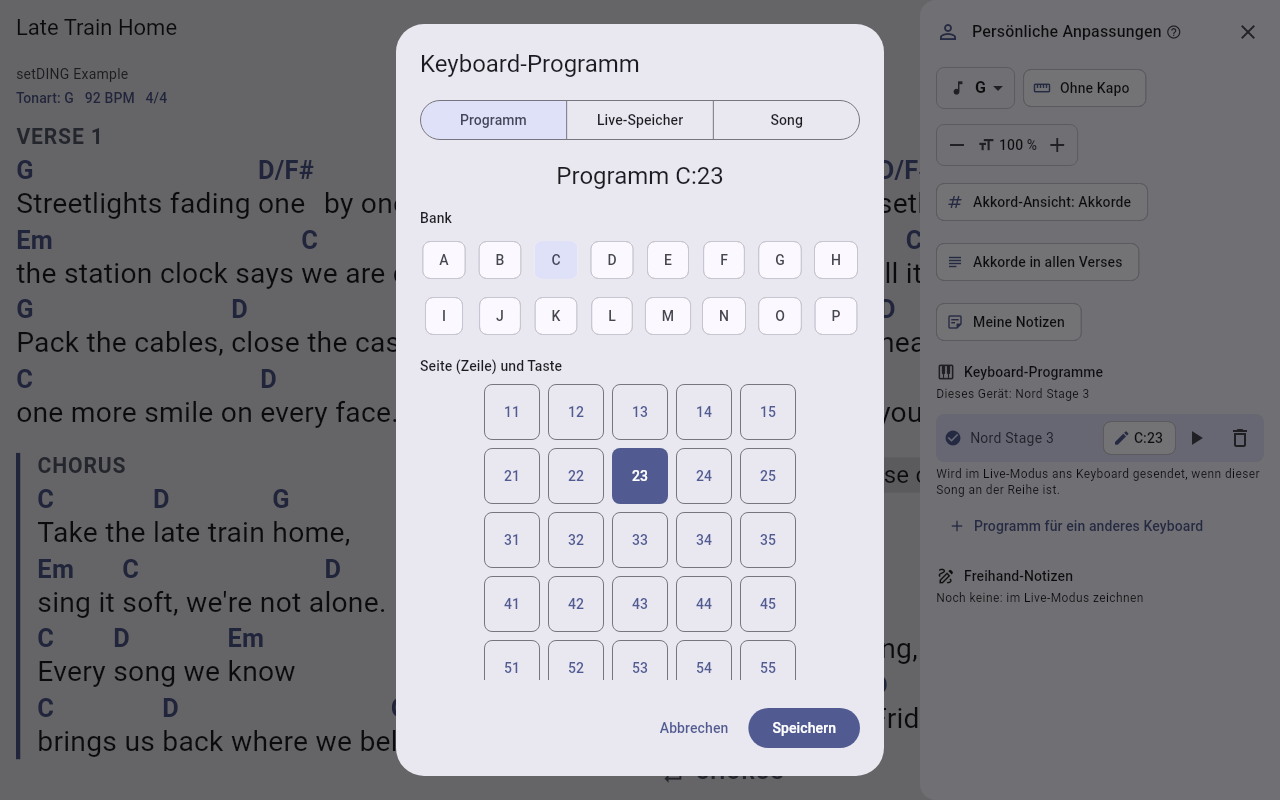 Late Train Home
setDING Example
Tonart: G 92 BPM 4/4
VERSE 1
G D/F#
Streetlights fading one by
Em C
the station clock says we are
G D
Pack the cables, close the
C D
one more smile on every face.
CHORUS
C D G
Take the late train home,
Em C D
sing it soft, we're not alone.
C D Em
Every song we know
C D
brings us back where we
Keyboard-Programm
Programm Live-Speicher Song
Programm C:23
Bank
A B C D E F G H
I J K L M N O P
Seite (Zeile) und Taste
11 12 13 14 15
21 22 23 24 25
31 32 33 34 35
41 42 43 44 45
51 52 53 54 55
Abbrechen Speichern
Persönliche Anpassungen
G Ohne Kapo
100 %
Akkord-Ansicht: Akkorde
Akkorde in allen Verses
Meine Notizen
Keyboard-Programme
Dieses Gerät: Nord Stage 3
Nord Stage 3 C:23
Wird im Live-Modus ans Keyboard gesendet, wenn dieser
Song an der Reihe ist.
Programm für ein anderes Keyboard
Freihand-Notizen
Noch keine: im Live-Modus zeichnen